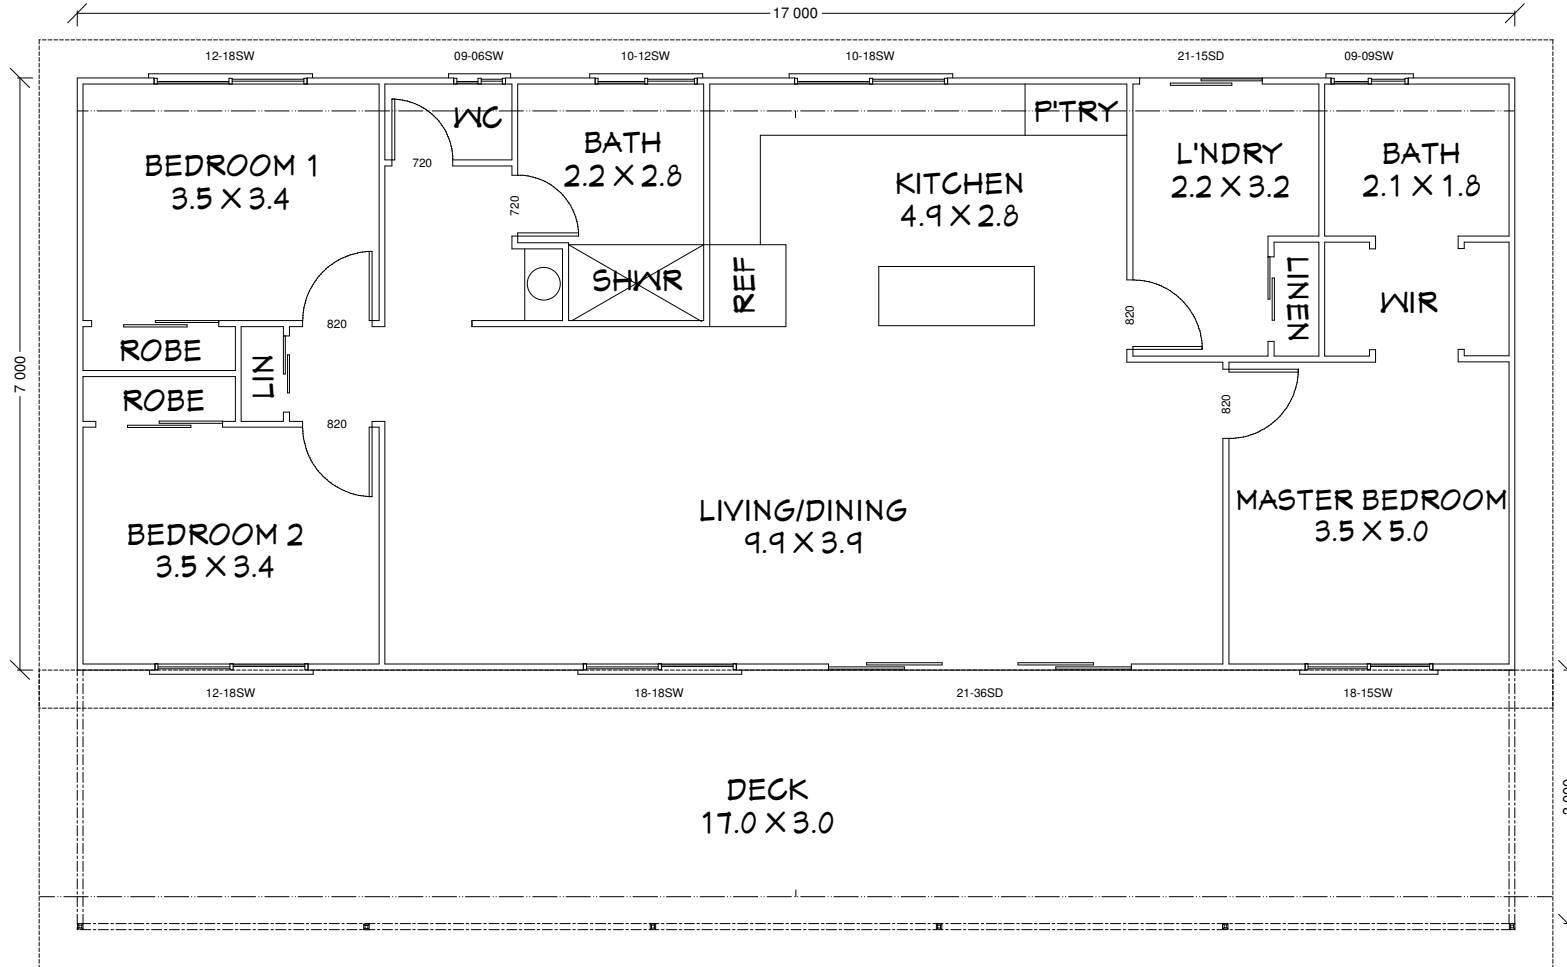 17 000
12-18SW
09-06SW
10-12SW
10-18SW
21-15SD
09-09SW
WC
P'TRY
BEDROOM 1
3.5 X 3.4
720
BATH
2.2 X 2.8
720
KITCHEN
4.9 X 2.8
L'NDRY
2.2 X 3.2
BATH
2.1 X 1.8
SHWR
REF
LINEN
WIR
820
820
ROBE
LIN
ROBE
7 000
820
820
BEDROOM 2
3.5 X 3.4
LIVING/DINING
9.9 X 3.9
MASTER BEDROOM
3.5 X 5.0
12-18SW
18-18SW
21-36SD
18-15SW
DECK
17.0 X 3.0